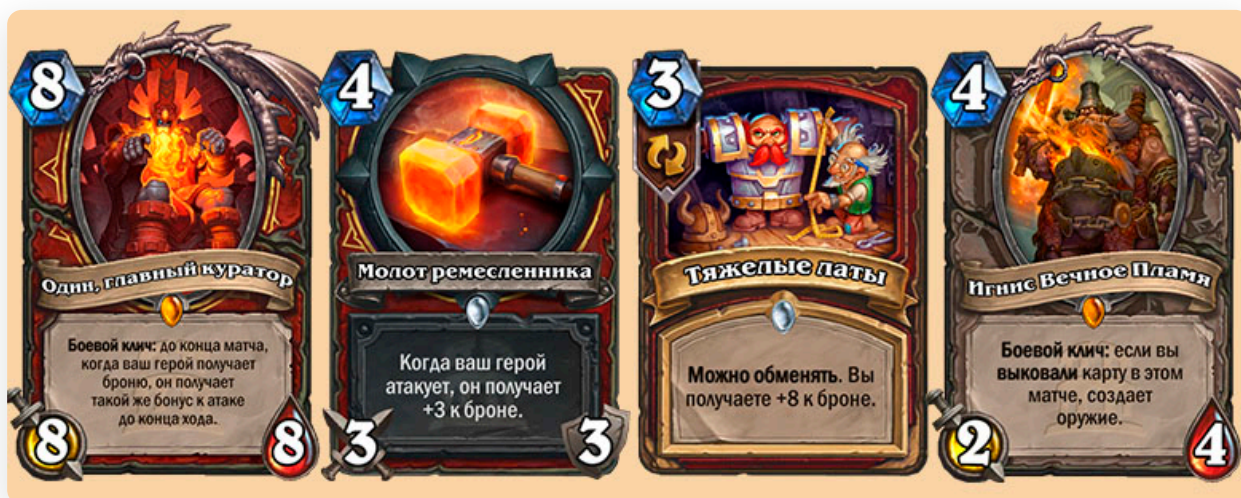 8
Один, главный куратор
Боевой клич: до конца матча,
когда ваш герой получает
броню, он получает
такой же бонус к атаке
до конца хода.
8
8
4
Молот ремесленника
Когда ваш герой
атакует, он получает
+3 к броне.
3
3
3
Тяжелые латы
Можно обменять. Вы
получаете +8 к броне.
4
Игнис Вечное Пламя
Боевой клич: если вы
выковали карту в этом
матче, создает
оружие.
2
4